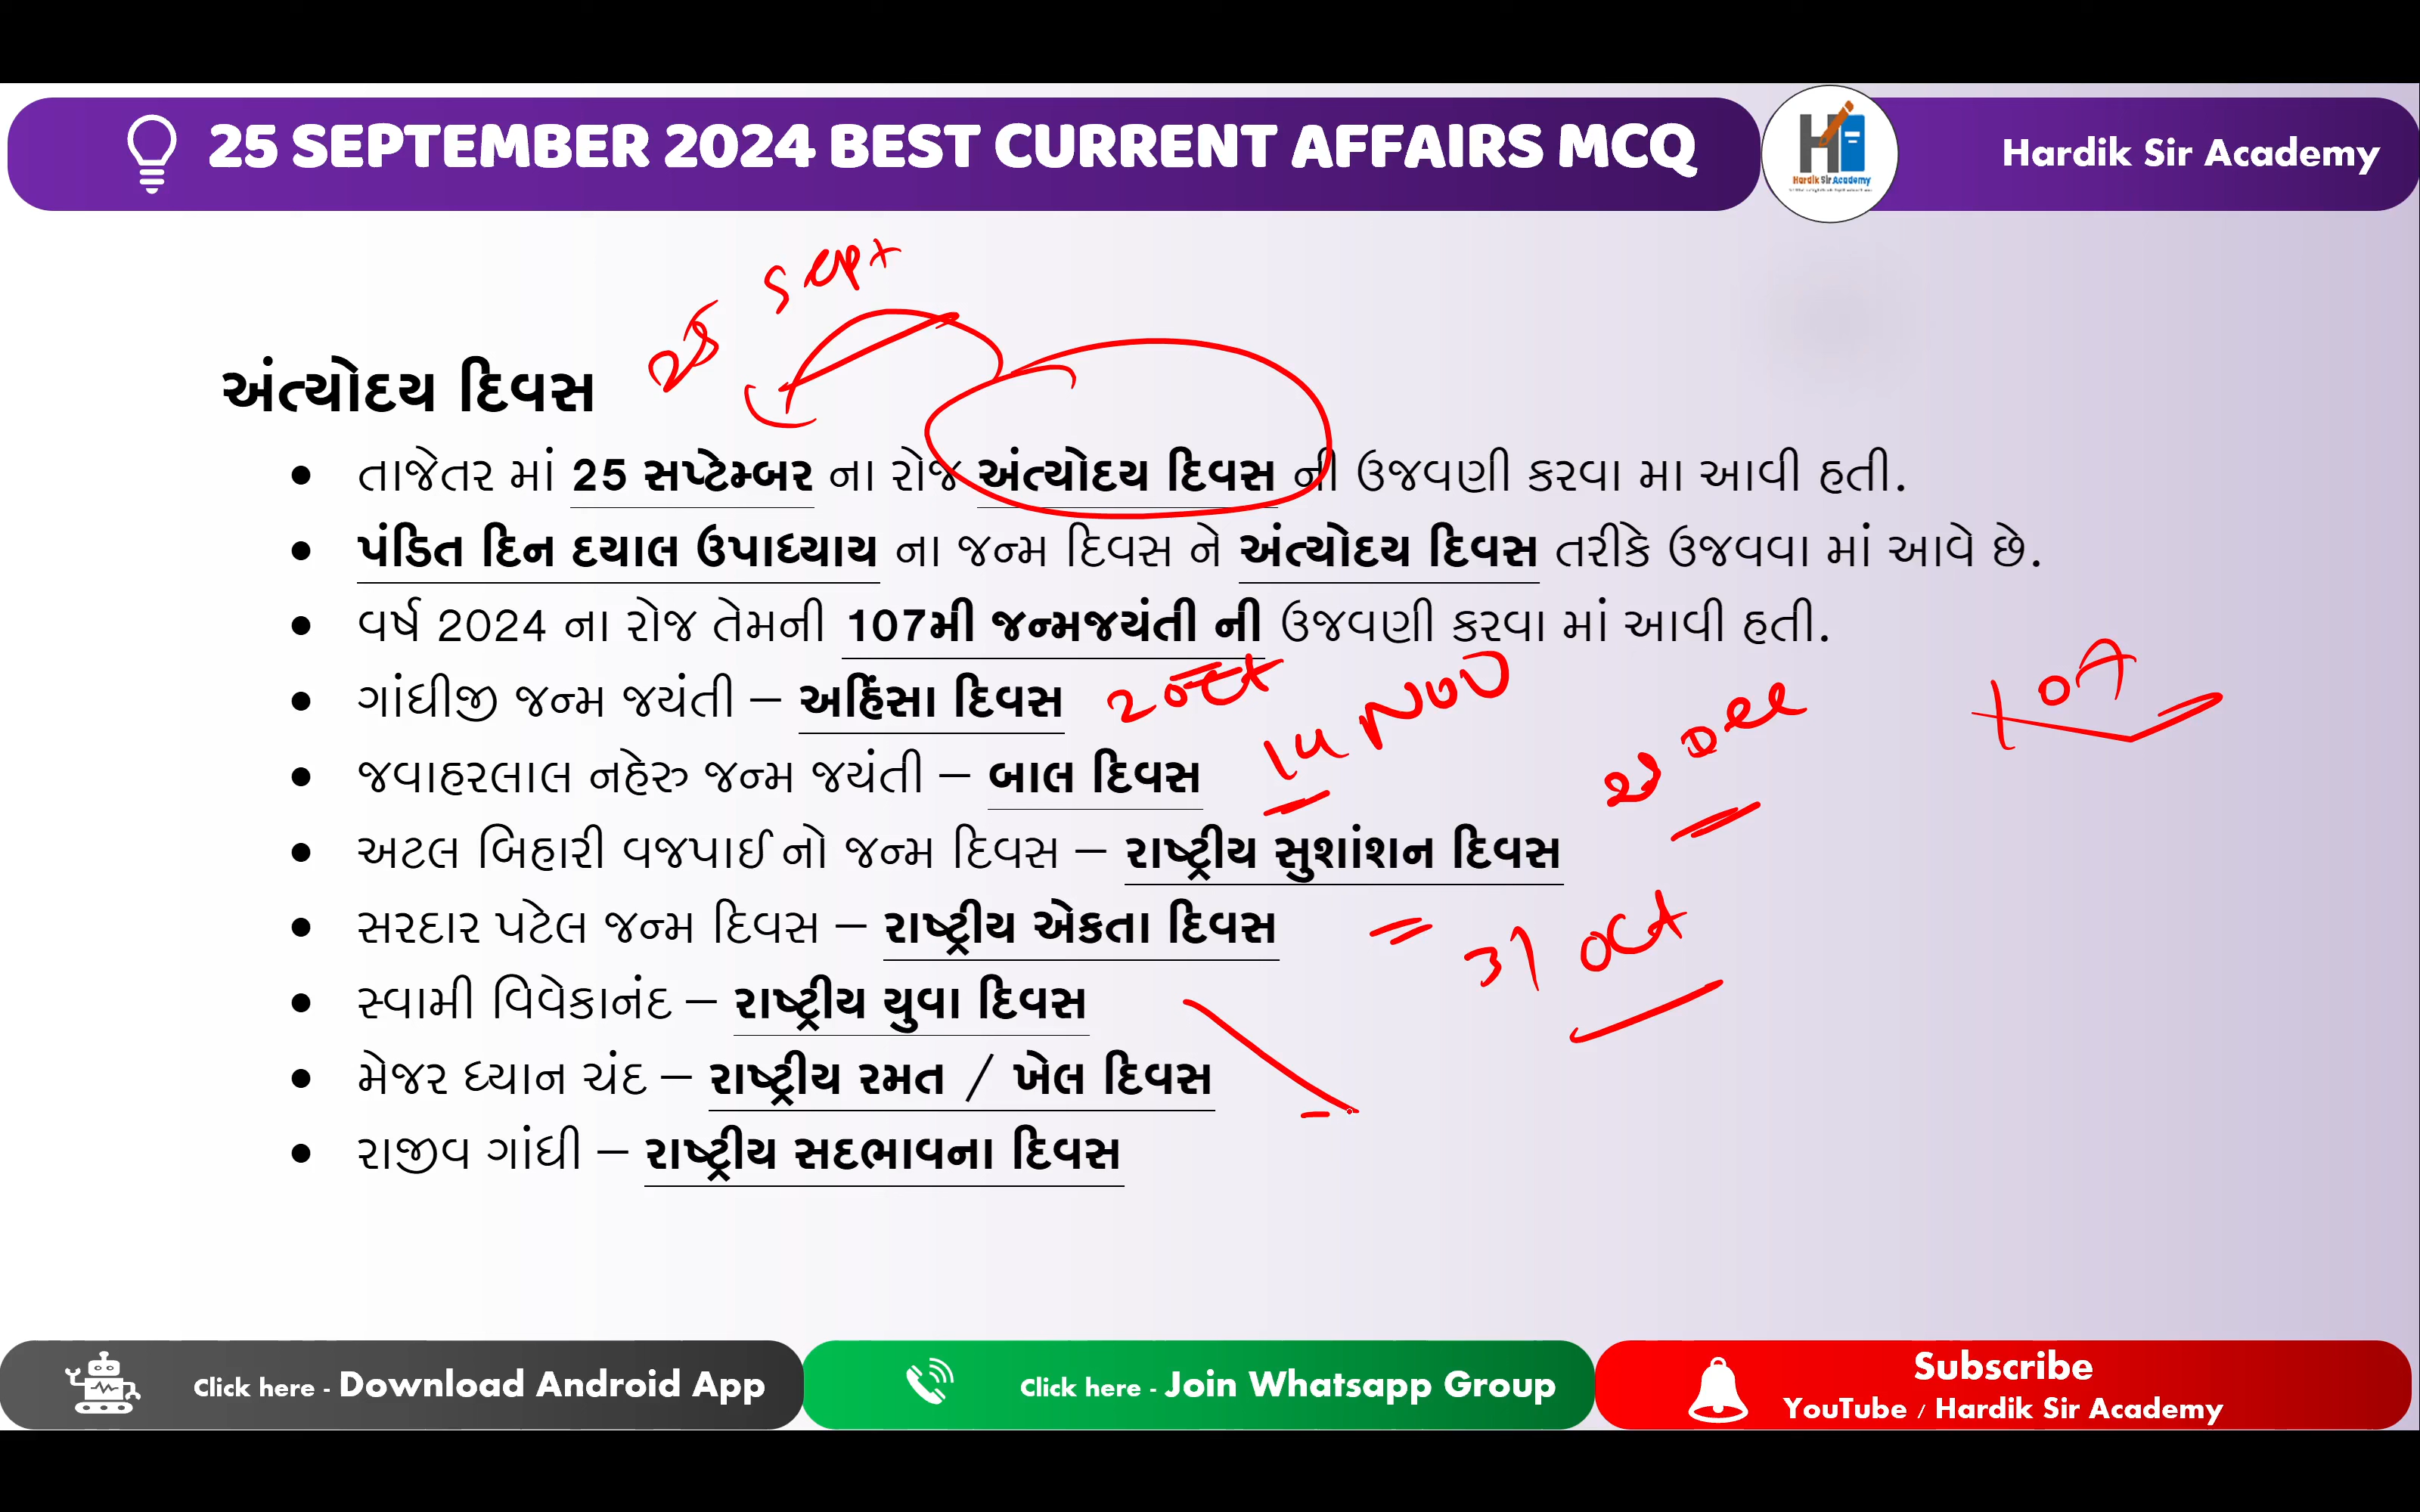 25 SEPTEMBER 2024 BEST CURRENT AFFAIRS MCQ
Hardik Sir Academy
Hardik Sir Academy
25 Sept
અંત્યોદય દિવસ
• તાજેતર માં 25 સપ્ટેમ્બર ના રોજ અંત્યોદય દિવસ ની ઉજવણી કરવા મા આવી હતી.
• પંડિત દિન દયાલ ઉપાધ્યાય ના જન્મ દિવસ ને અંત્યોદય દિવસ તરીકે ઉજવવા માં આવે છે.
• વર્ષ 2024 ના રોજ તેમની 107મી જન્મજયંતી ની ઉજવણી કરવા માં આવી હતી.
107
• ગાંધીજી જન્મ જયંતી – અહિંસા દિવસ 2 oct
• જવાહરલાલ નહેરુ જન્મ જયંતી – બાલ દિવસ 14 Nov
• અટલ બિહારી વજપાઈ નો જન્મ દિવસ – રાષ્ટ્રીય સુશાંશન દિવસ 25 Dec
• સરદાર પટેલ જન્મ દિવસ – રાષ્ટ્રીય એકતા દિવસ = 31 oct
• સ્વામી વિવેકાનંદ – રાષ્ટ્રીય યુવા દિવસ
• મેજર ધ્યાન ચંદ – રાષ્ટ્રીય રમત / ખેલ દિવસ
• રાજીવ ગાંધી – રાષ્ટ્રીય સદભાવના દિવસ
Click here - Download Android App
Click here - Join Whatsapp Group
Subscribe
YouTube / Hardik Sir Academy